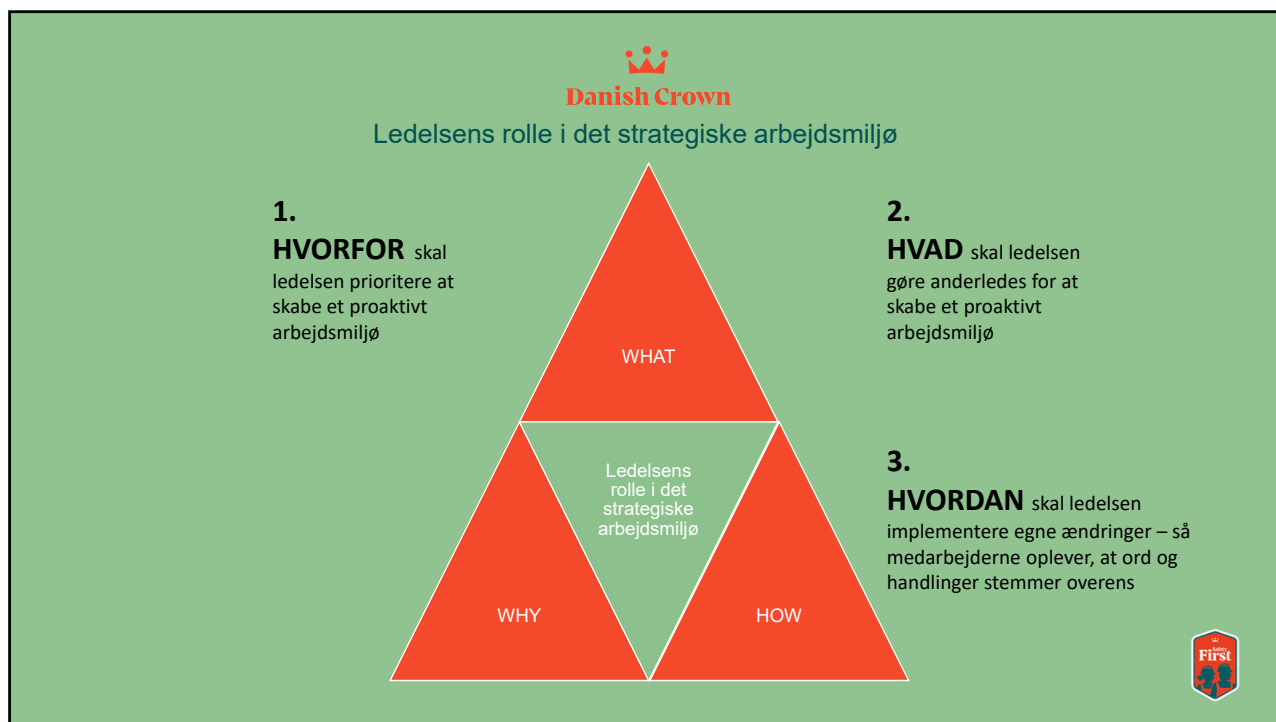 Danish Crown
Ledelsens rolle i det strategiske arbejdsmiljø
1.
HVORFOR skal
ledelsen prioritere at
skabe et proaktivt
arbejdsmiljø
2.
HVAD skal ledelsen
gøre anderledes for at
skabe et proaktivt
arbejdsmiljø
WHAT
Ledelsens
rolle i det
strategiske
arbejdsmiljø
3.
HVORDAN skal ledelsen
implementere egne ændringer – så
medarbejderne oplever, at ord og
handlinger stemmer overens
WHY
HOW
Safety
First